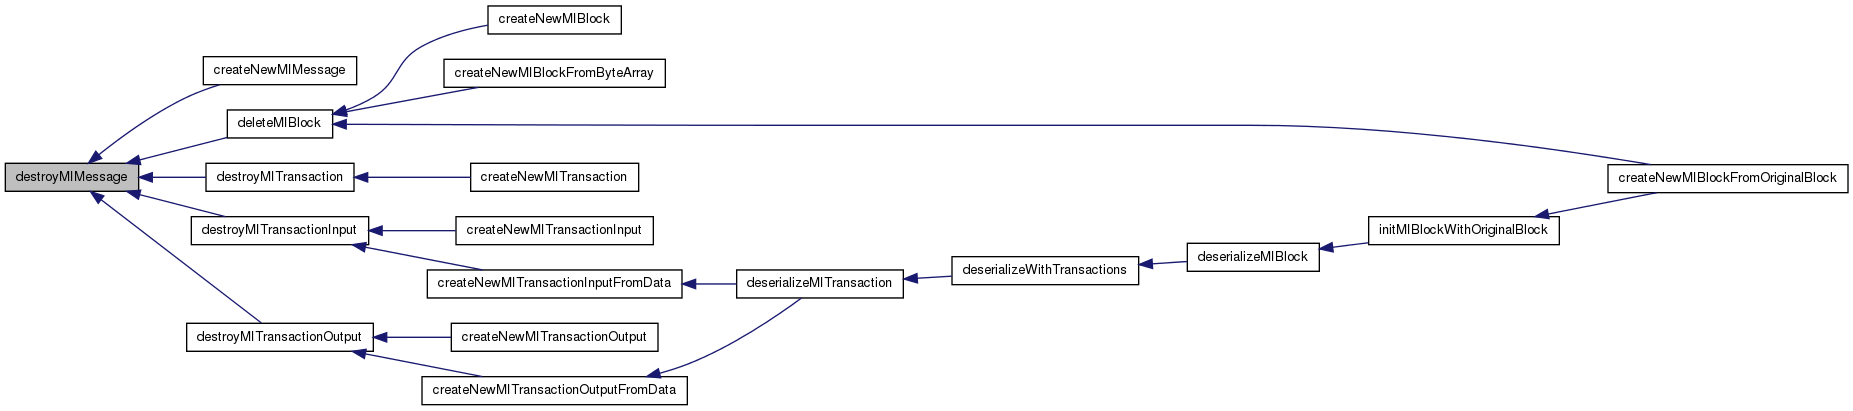 createNewMIBlock
createNewMIMessage
createNewMIBlockFromByteArray
deleteMIBlock
destroyMIMessage
destroyMITransaction
createNewMITransaction
createNewMIBlockFromOriginalBlock
destroyMITransactionInput
createNewMITransactionInput
initMIBlockWithOriginalBlock
deserializeMIBlock
deserializeWithTransactions
createNewMITransactionInputFromData
deserializeMITransaction
destroyMITransactionOutput
createNewMITransactionOutput
createNewMITransactionOutputFromData